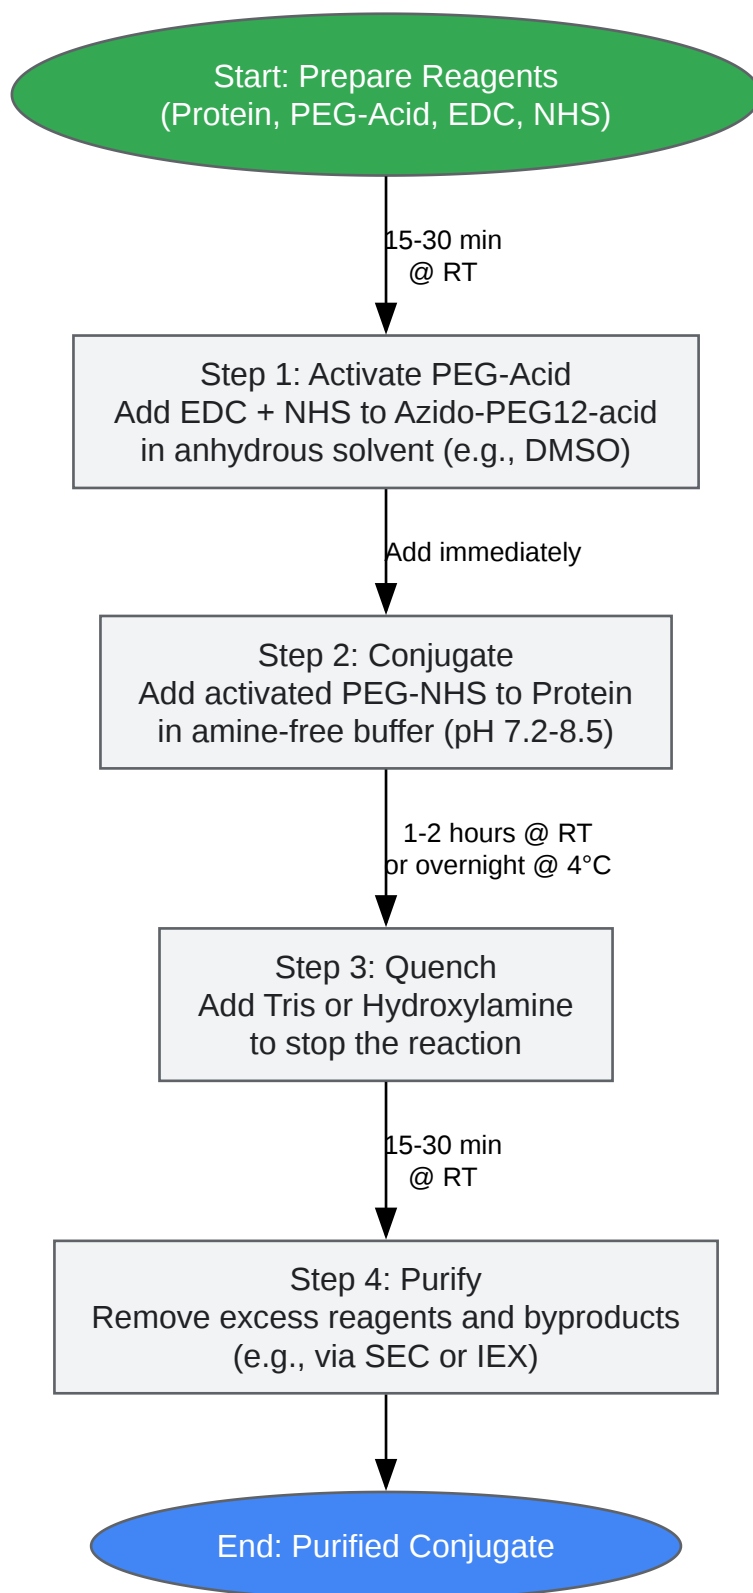 Start: Prepare Reagents
(Protein, PEG-Acid, EDC, NHS)
15-30 min
@ RT
Step 1: Activate PEG-Acid
Add EDC + NHS to Azido-PEG12-acid
in anhydrous solvent (e.g., DMSO)
Add immediately
Step 2: Conjugate
Add activated PEG-NHS to Protein
in amine-free buffer (pH 7.2-8.5)
1-2 hours @ RT
or overnight @ 4°C
Step 3: Quench
Add Tris or Hydroxylamine
to stop the reaction
15-30 min
@ RT
Step 4: Purify
Remove excess reagents and byproducts
(e.g., via SEC or IEX)
End: Purified Conjugate